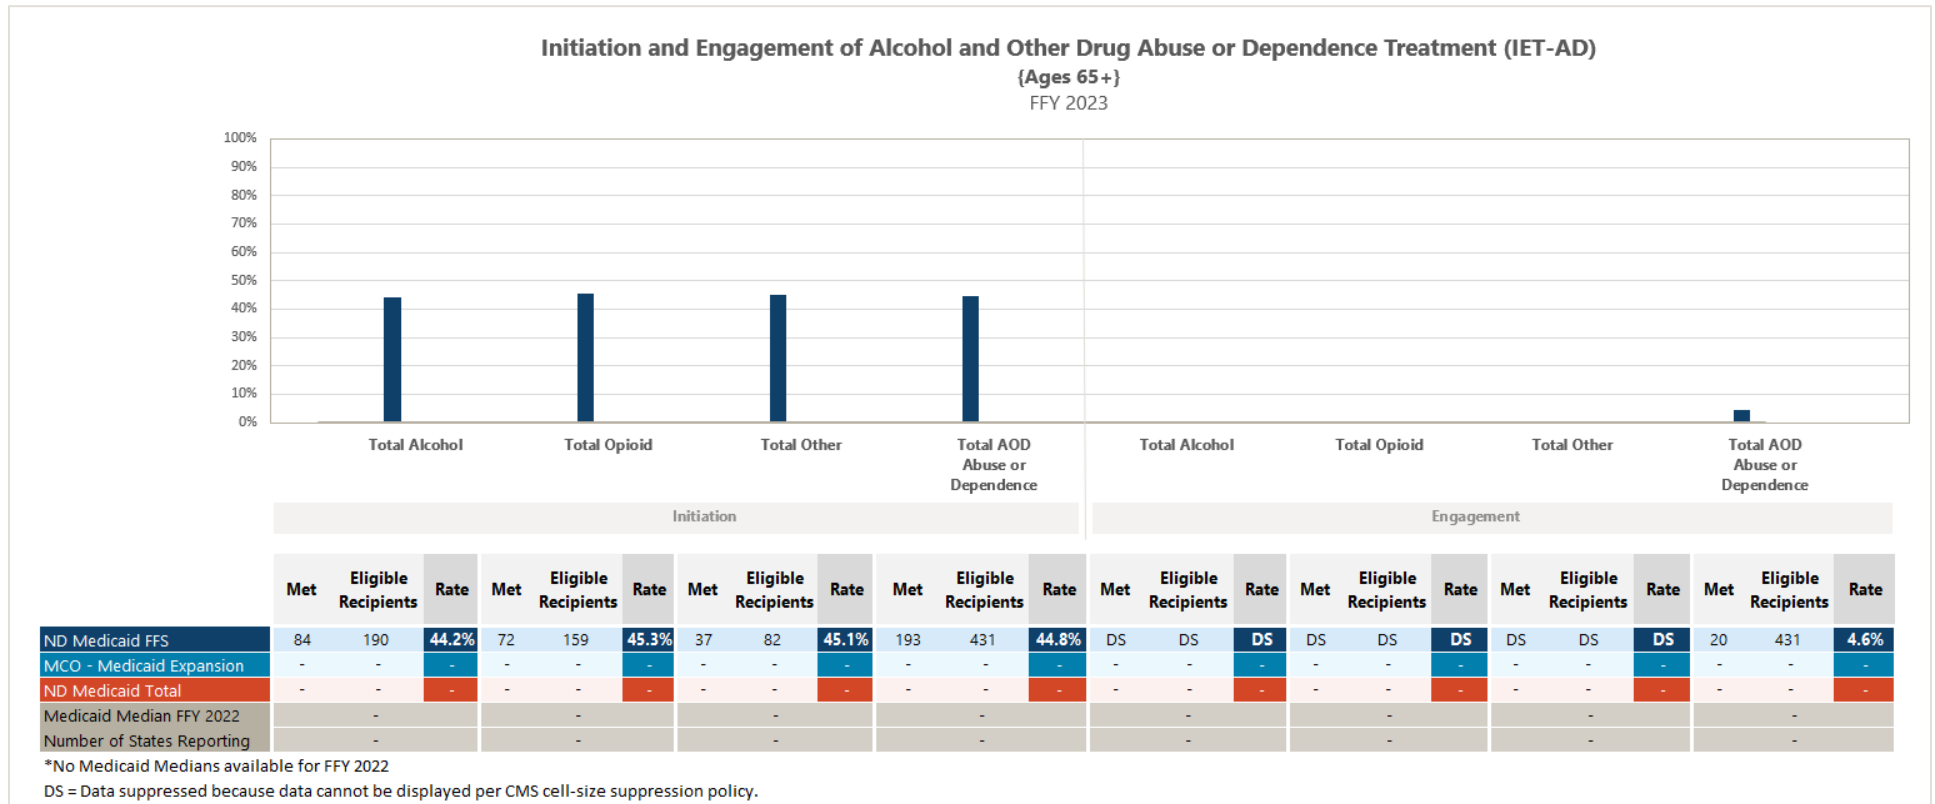 Initiation and Engagement of Alcohol and Other Drug Abuse or Dependence Treatment (IET-AD)
{Ages 65+}
FFY 2023
100%
90%
80%
70%
60%
50%
40%
30%
20%
10%
0%
Total Alcohol Total Opioid Total Other Total AOD Total Alcohol Total Opioid Total Other Total AOD
Abuse or Abuse or
Dependence Dependence
Initiation Engagement
Met Eligible Recipients Rate Met Eligible Recipients Rate Met Eligible Recipients Rate Met Eligible Recipients Rate Met Eligible Recipients Rate Met Eligible Recipients Rate Met Eligible Recipients Rate Met Eligible Recipients Rate
ND Medicaid FFS 84 190 44.2% 72 159 45.3% 37 82 45.1% 193 431 44.8% DS DS DS DS DS DS DS DS DS 20 431 4.6%
MCO - Medicaid Expansion - - - - - - - - - - - - - - - - - - - - - - - -
ND Medicaid Total - - - - - - - - - - - - - - - - - - - - - - - -
Medicaid Median FFY 2022 - - - - - - - -
Number of States Reporting - - - - - - - -
*No Medicaid Medians available for FFY 2022
DS = Data suppressed because data cannot be displayed per CMS cell-size suppression policy.